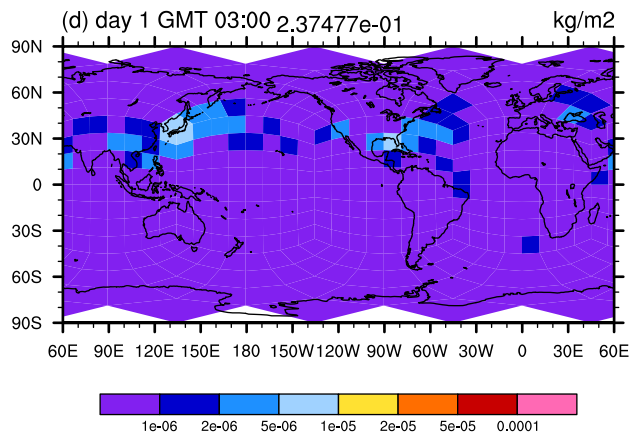 (d) day 1 GMT 03:00 2.37477e-01 kg/m2
90N
60N
30N
0
30S
60S
90S
60E 90E 120E 150E 180 150W 120W 90W 60W 30W 0 30E 60E
1e-06 2e-06 5e-06 1e-05 2e-05 5e-05 0.0001